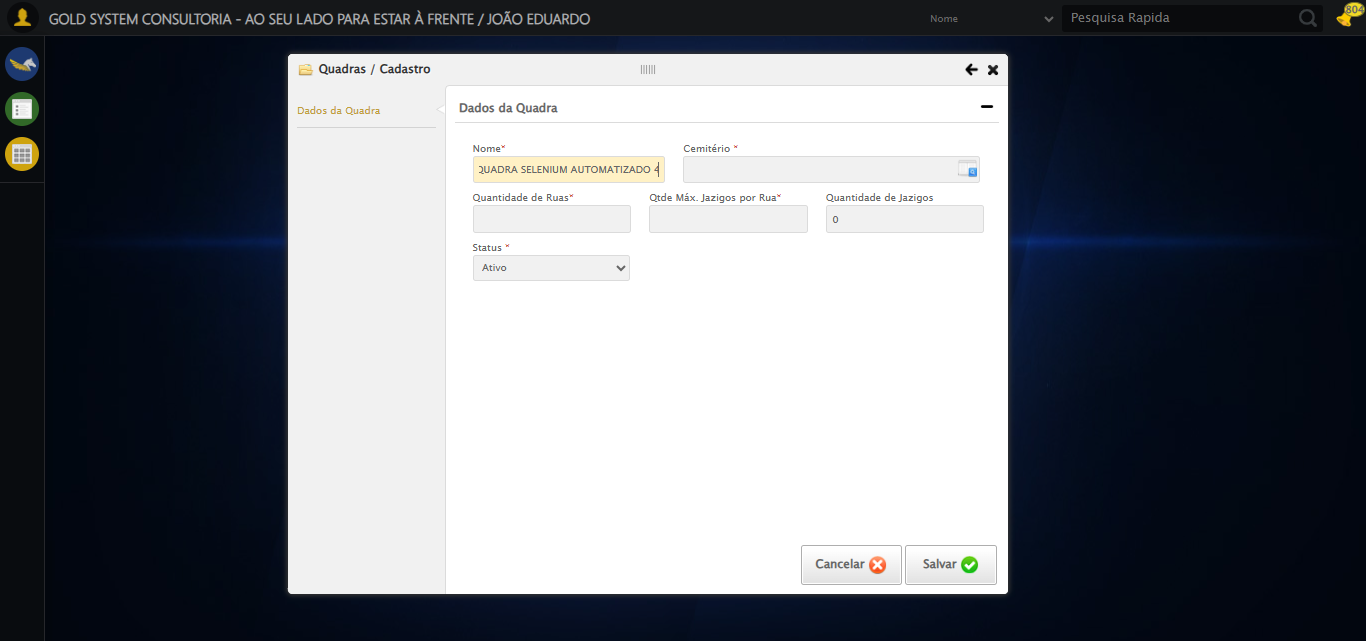 GOLD SYSTEM CONSULTORIA - AO SEU LADO PARA ESTAR À FRENTE / JOÃO EDUARDO
Nome
Pesquisa Rapida
804
Quadras / Cadastro
Dados da Quadra
Dados da Quadra
Nome*
Cemitério *
QUADRA SELENIUM AUTOMATIZADO 4
Quantidade de Ruas*
Qtde Máx. Jazigos por Rua*
Quantidade de Jazigos
0
Status *
Ativo
Cancelar
Salvar